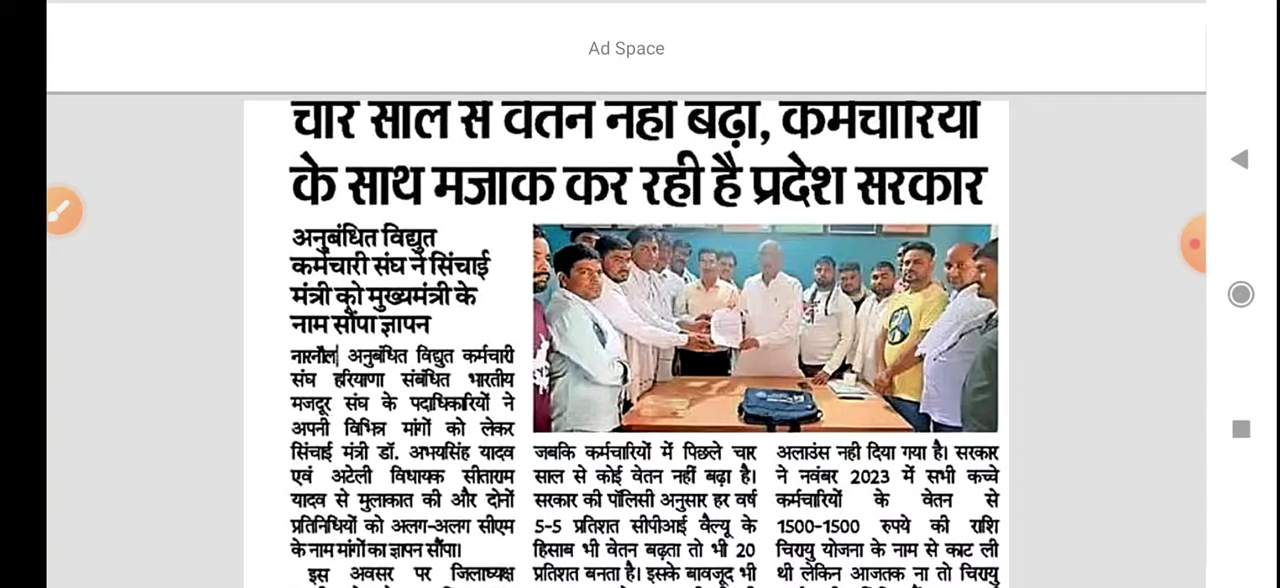 Ad Space
चार साल से वेतन नहीं बढ़ा, कर्मचारियों
के साथ मजाक कर रही है प्रदेश सरकार
अनुबंधित विद्युत
कर्मचारी संघ ने सिंचाई
मंत्री को मुख्यमंत्री के
नाम सौंपा ज्ञापन
नारनौल| अनुबंधित विद्युत कर्मचारी
संघ हरियाणा संबंधित भारतीय
मजदूर संघ के पदाधिकारियों ने
अपनी विभिन्न मांगों को लेकर
सिंचाई मंत्री डॉ. अभयसिंह यादव
एवं अटेली विधायक सीताराम
यादव से मुलाकात की और दोनों
प्रतिनिधियों को अलग-अलग सीएम
के नाम मांगों का ज्ञापन सौंपा।
इस अवसर पर जिलाध्यक्ष
जबकि कर्मचारियों में पिछले चार
साल से कोई वेतन नहीं बढ़ा है।
सरकार की पॉलिसी अनुसार हर वर्ष
5-5 प्रतिशत सीपीआई वैल्यू के
हिसाब भी वेतन बढ़ता तो भी 20
प्रतिशत बनता है। इसके बावजूद भी
अलाउंस नही दिया गया है। सरकार
ने नवंबर 2023 में सभी कच्चे
कर्मचारियों के वेतन से
1500-1500 रुपये की राशि
चिरायु योजना के नाम से काट ली
थी लेकिन आजतक ना तो चिरायु